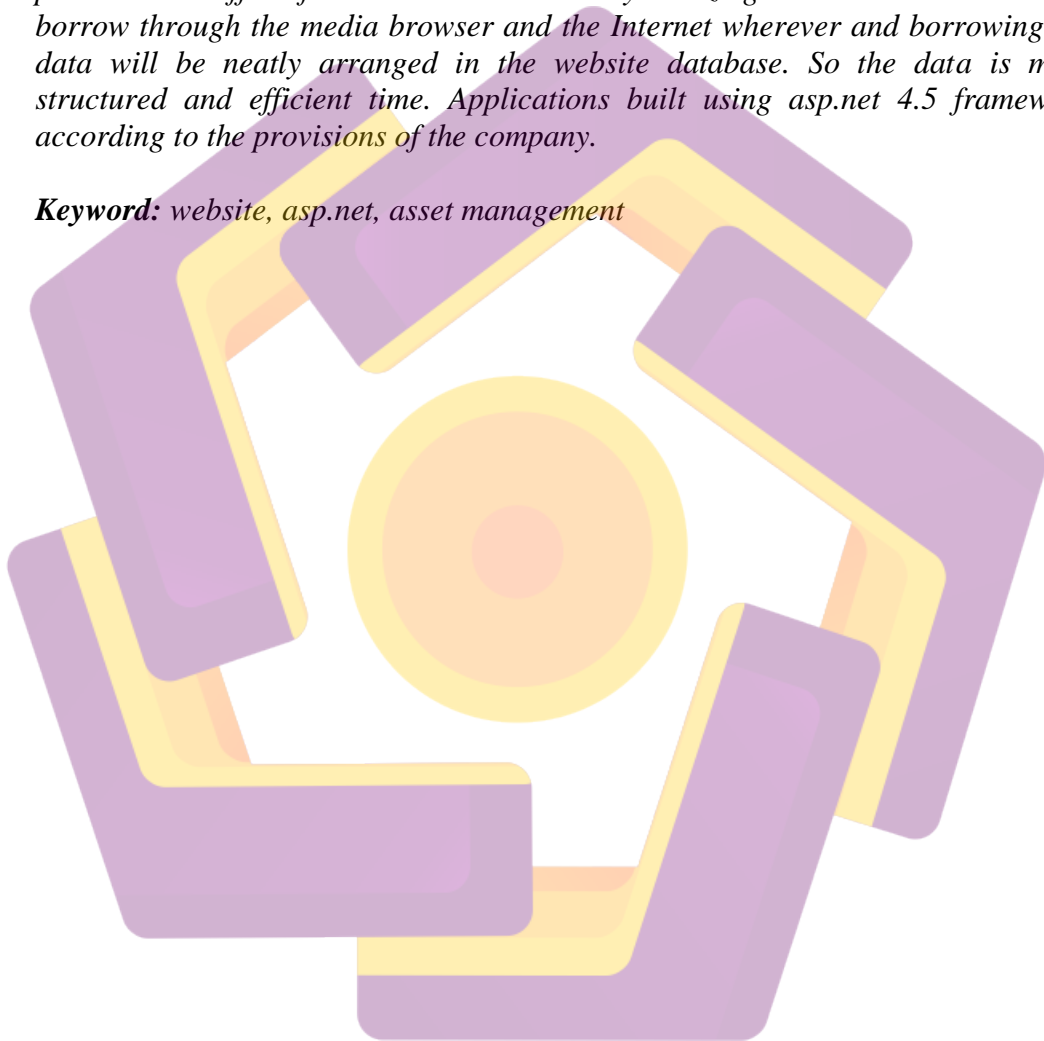 borrow through the media browser and the Internet wherever and borrowing
data will be neatly arranged in the website database. So the data is m
structured and efficient time. Applications built using asp.net 4.5 framew
according to the provisions of the company.
Keyword: website, asp.net, asset management